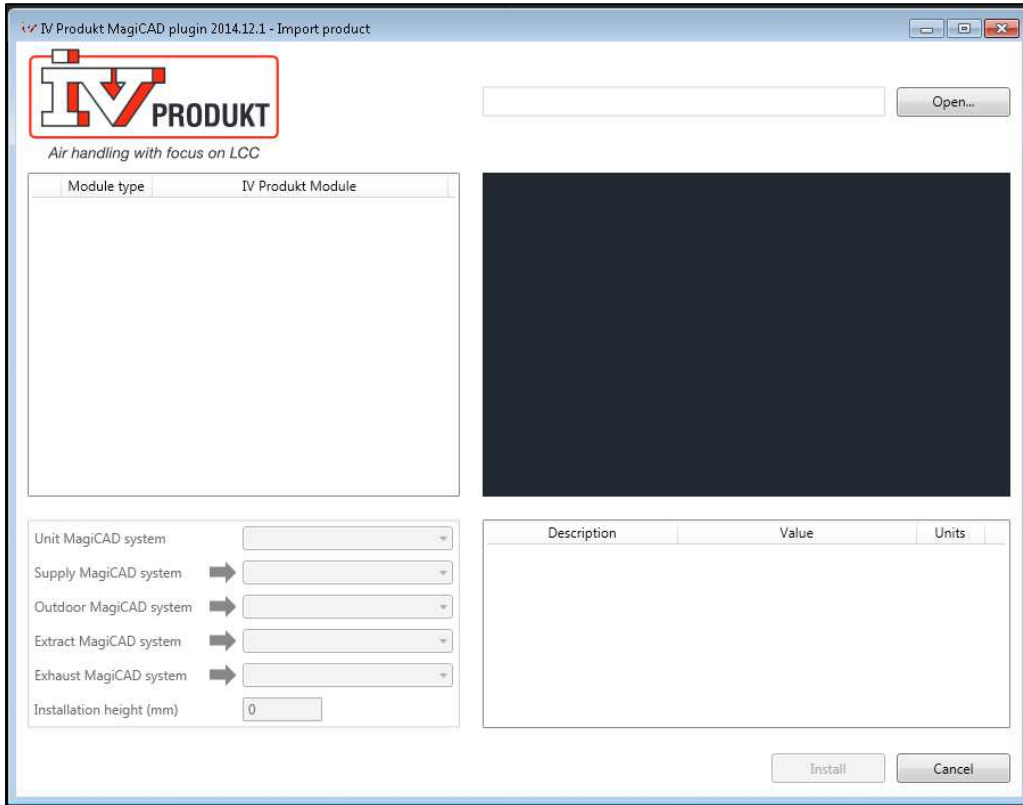 IV Produkt MagiCAD plugin 2014.12.1 - Import product
IV PRODUKT
Air handling with focus on LCC
Open...
Module type IV Produkt Module
Unit MagiCAD system
Supply MagiCAD system
Outdoor MagiCAD system
Extract MagiCAD system
Exhaust MagiCAD system
Installation height (mm) 0
Description Value Units
Install Cancel